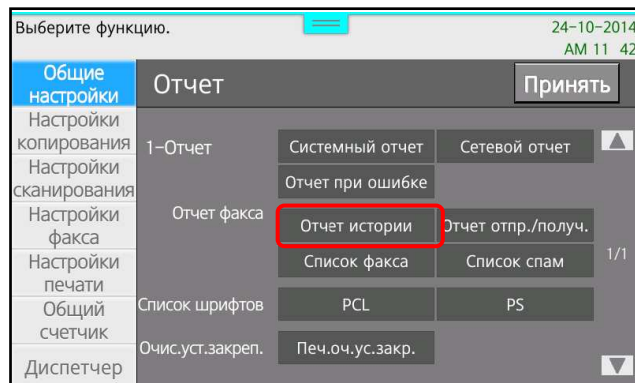 Выберите функцию.
24-10-2014
AM 11 42
Общие
настройки
Отчет
Принять
Настройки
копирования
1-Отчет
Системный отчет
Сетевой отчет
Настройки
сканирования
Отчет при ошибке
Настройки
факса
Отчет факса
Отчет истории
Отчет отпр./получ.
Настройки
печати
Список факса
Список спам
1/1
Общий
счетчик
Список шрифтов
PCL
PS
Диспетчер
Очис.уст.закреп.
Печ.оч.ус.закр.